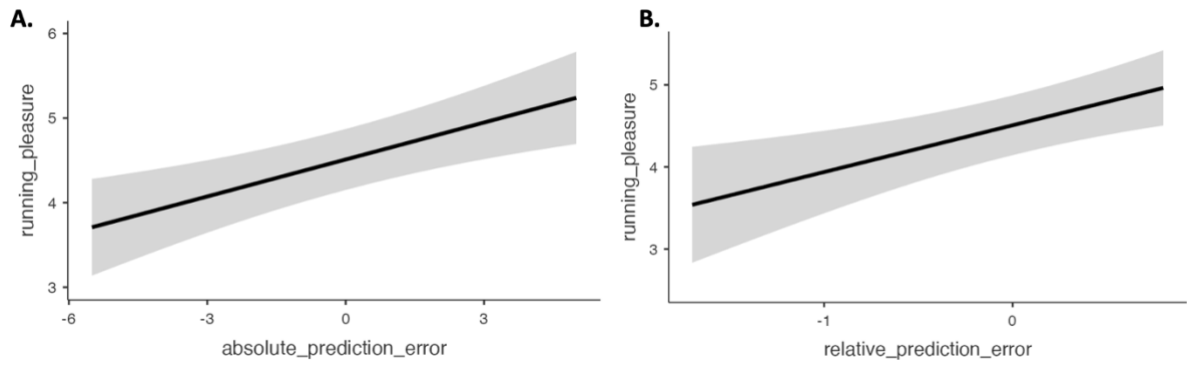 A.
6
5
4
3
running_pleasure
-6
-3
0
3
absolute_prediction_error
B.
5
4
3
running_pleasure
-1
0
relative_prediction_error